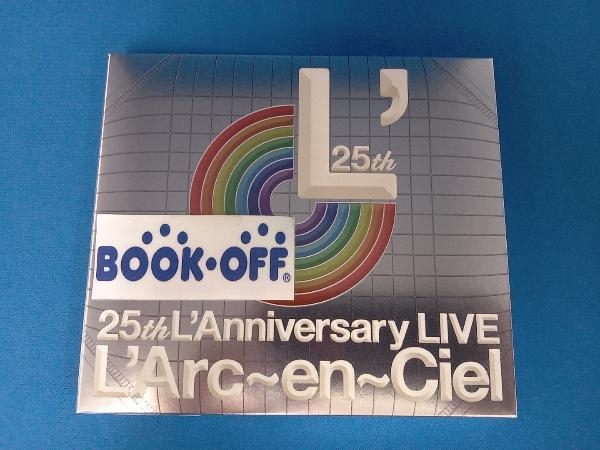 L'
25th
BOOK・OFF®
25th L'Anniversary LIVE
L'Arc~en~Ciel